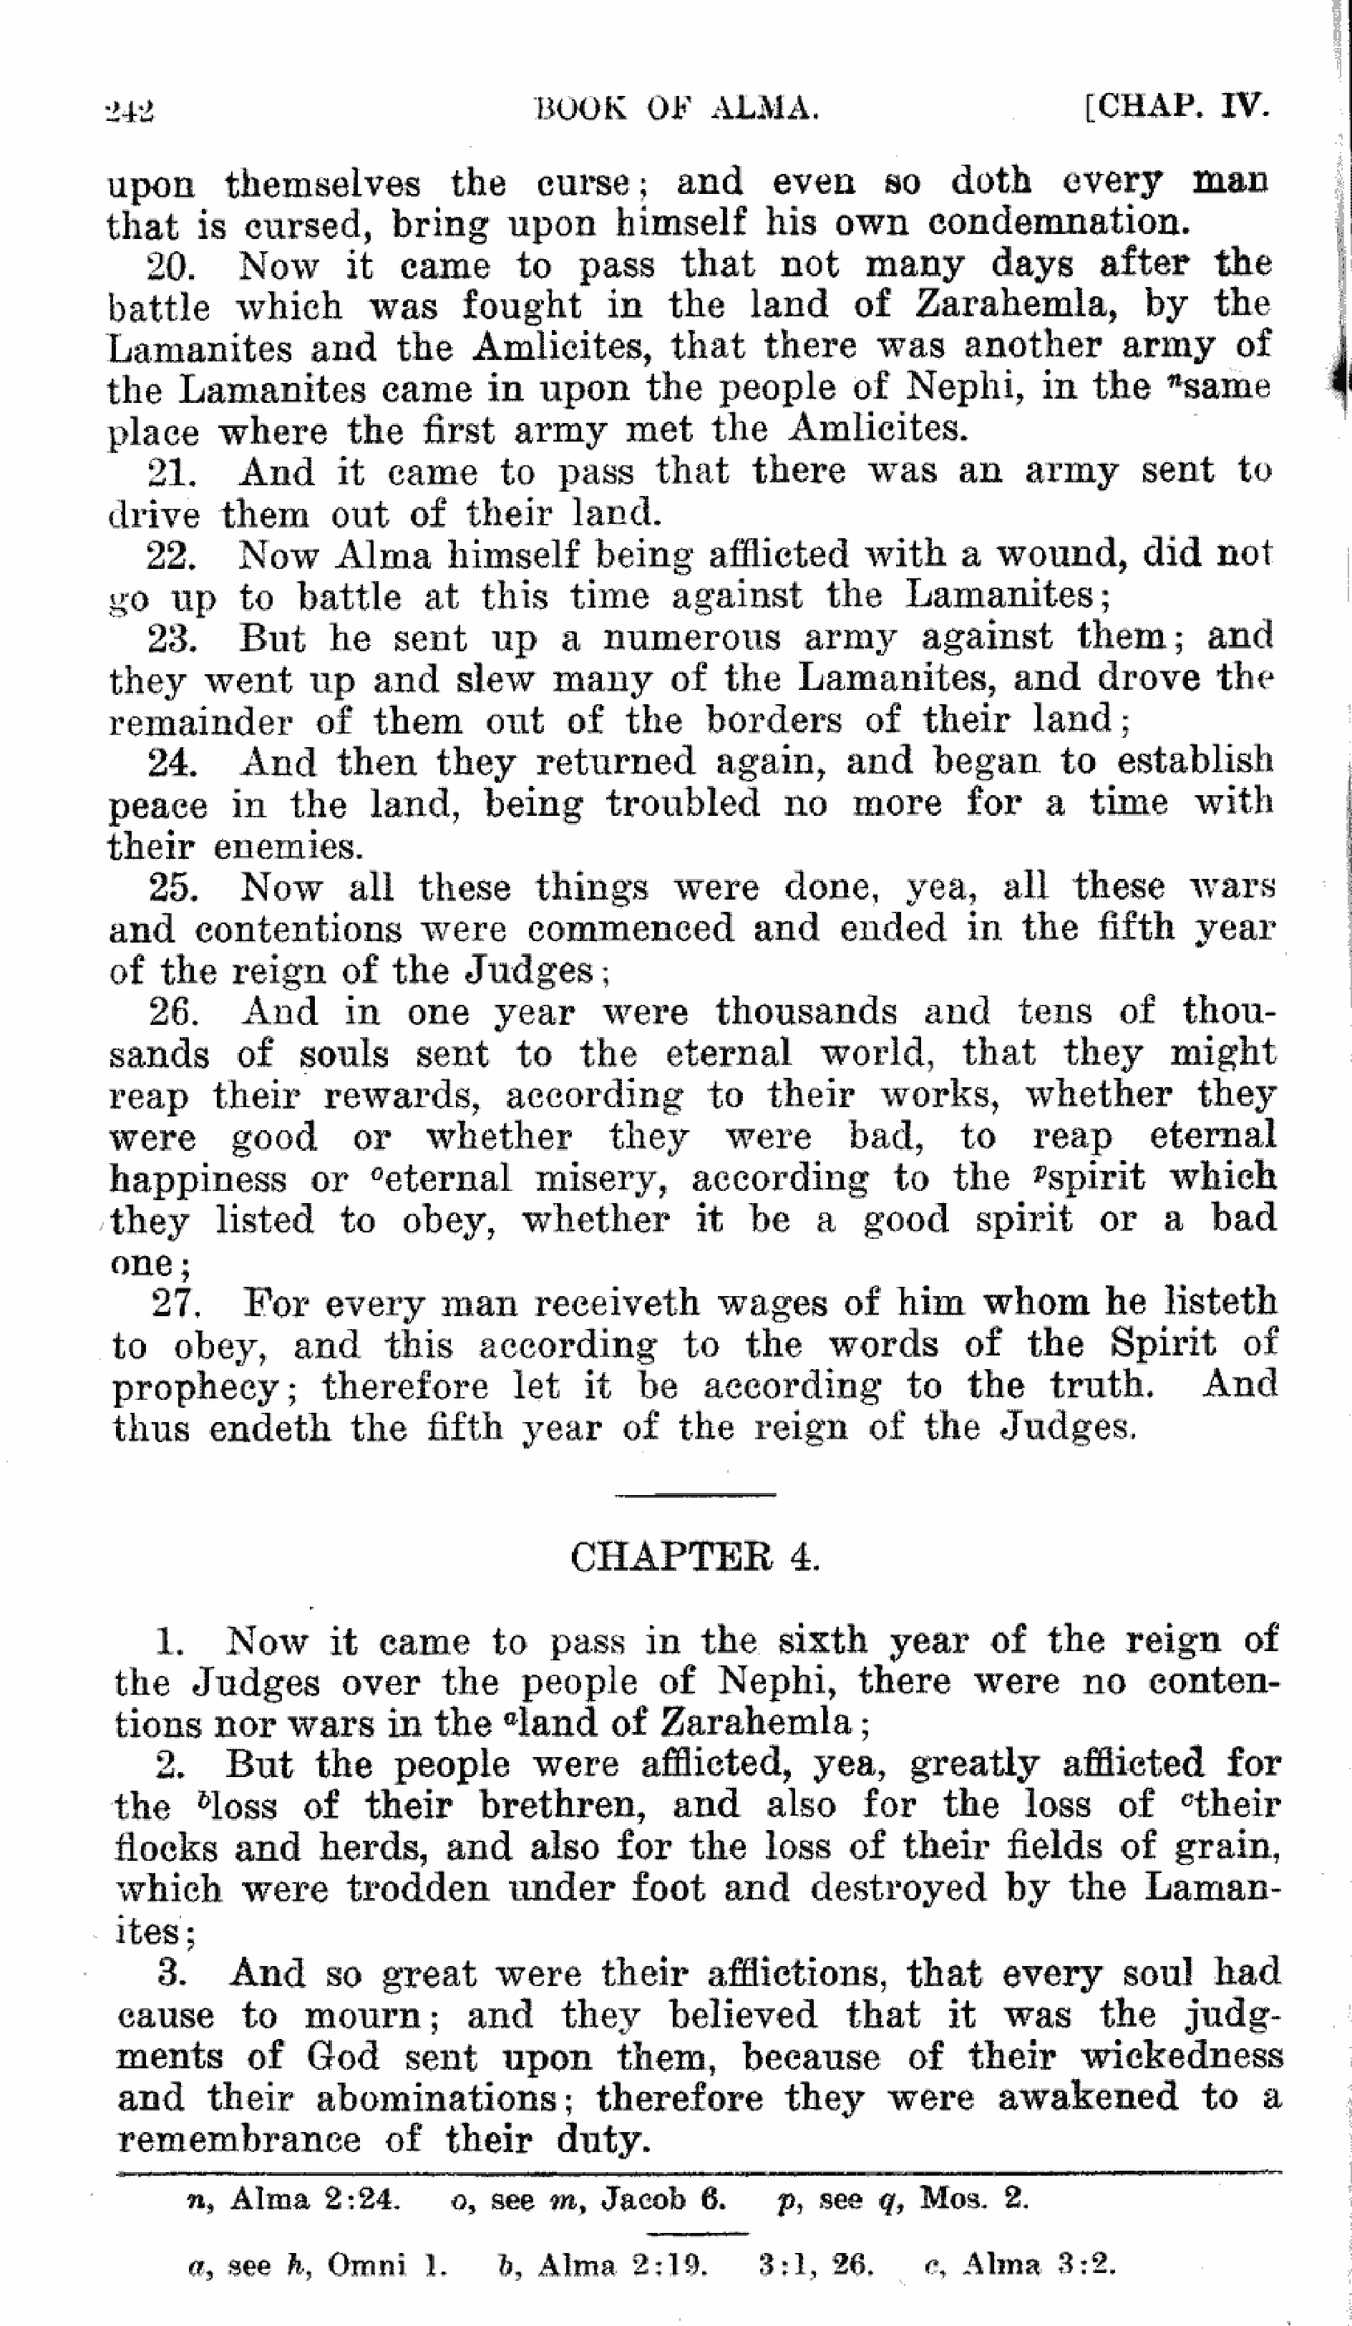 242 BOOK OF ALMA. [CHAP. IV.
upon themselves the curse; and even so doth every man
that is cursed, bring upon himself his own condemnation.
20. Now it came to pass that not many days after the
battle which was fought in the land of Zarahemla, by the
Lamanites and the Amlicites, that there was another army of
the Lamanites came in upon the people of Nephi, in the ⁿsame
place where the first army met the Amlicites.
21. And it came to pass that there was an army sent to
drive them out of their land.
22. Now Alma himself being afflicted with a wound, did not
go up to battle at this time against the Lamanites;
23. But he sent up a numerous army against them; and
they went up and slew many of the Lamanites, and drove the
remainder of them out of the borders of their land;
24. And then they returned again, and began to establish
peace in the land, being troubled no more for a time with
their enemies.
25. Now all these things were done, yea, all these wars
and contentions were commenced and ended in the fifth year
of the reign of the Judges;
26. And in one year were thousands and tens of thou-
sands of souls sent to the eternal world, that they might
reap their rewards, according to their works, whether they
were good or whether they were bad, to reap eternal
happiness or ᵒeternal misery, according to the ᵖspirit which
they listed to obey, whether it be a good spirit or a bad
one;
27. For every man receiveth wages of him whom he listeth
to obey, and this according to the words of the Spirit of
prophecy; therefore let it be according to the truth. And
thus endeth the fifth year of the reign of the Judges.
CHAPTER 4.
1. Now it came to pass in the sixth year of the reign of
the Judges over the people of Nephi, there were no conten-
tions nor wars in the ᵃland of Zarahemla;
2. But the people were afflicted, yea, greatly afflicted for
the ᵇloss of their brethren, and also for the loss of ᶜtheir
flocks and herds, and also for the loss of their fields of grain,
which were trodden under foot and destroyed by the Laman-
ites;
3. And so great were their afflictions, that every soul had
cause to mourn; and they believed that it was the judg-
ments of God sent upon them, because of their wickedness
and their abominations; therefore they were awakened to a
remembrance of their duty.
n, Alma 2:24. o, see m, Jacob 6. p, see q, Mos. 2.
a, see h, Omni 1. b, Alma 2:19. 3:1, 26. c, Alma 3:2.